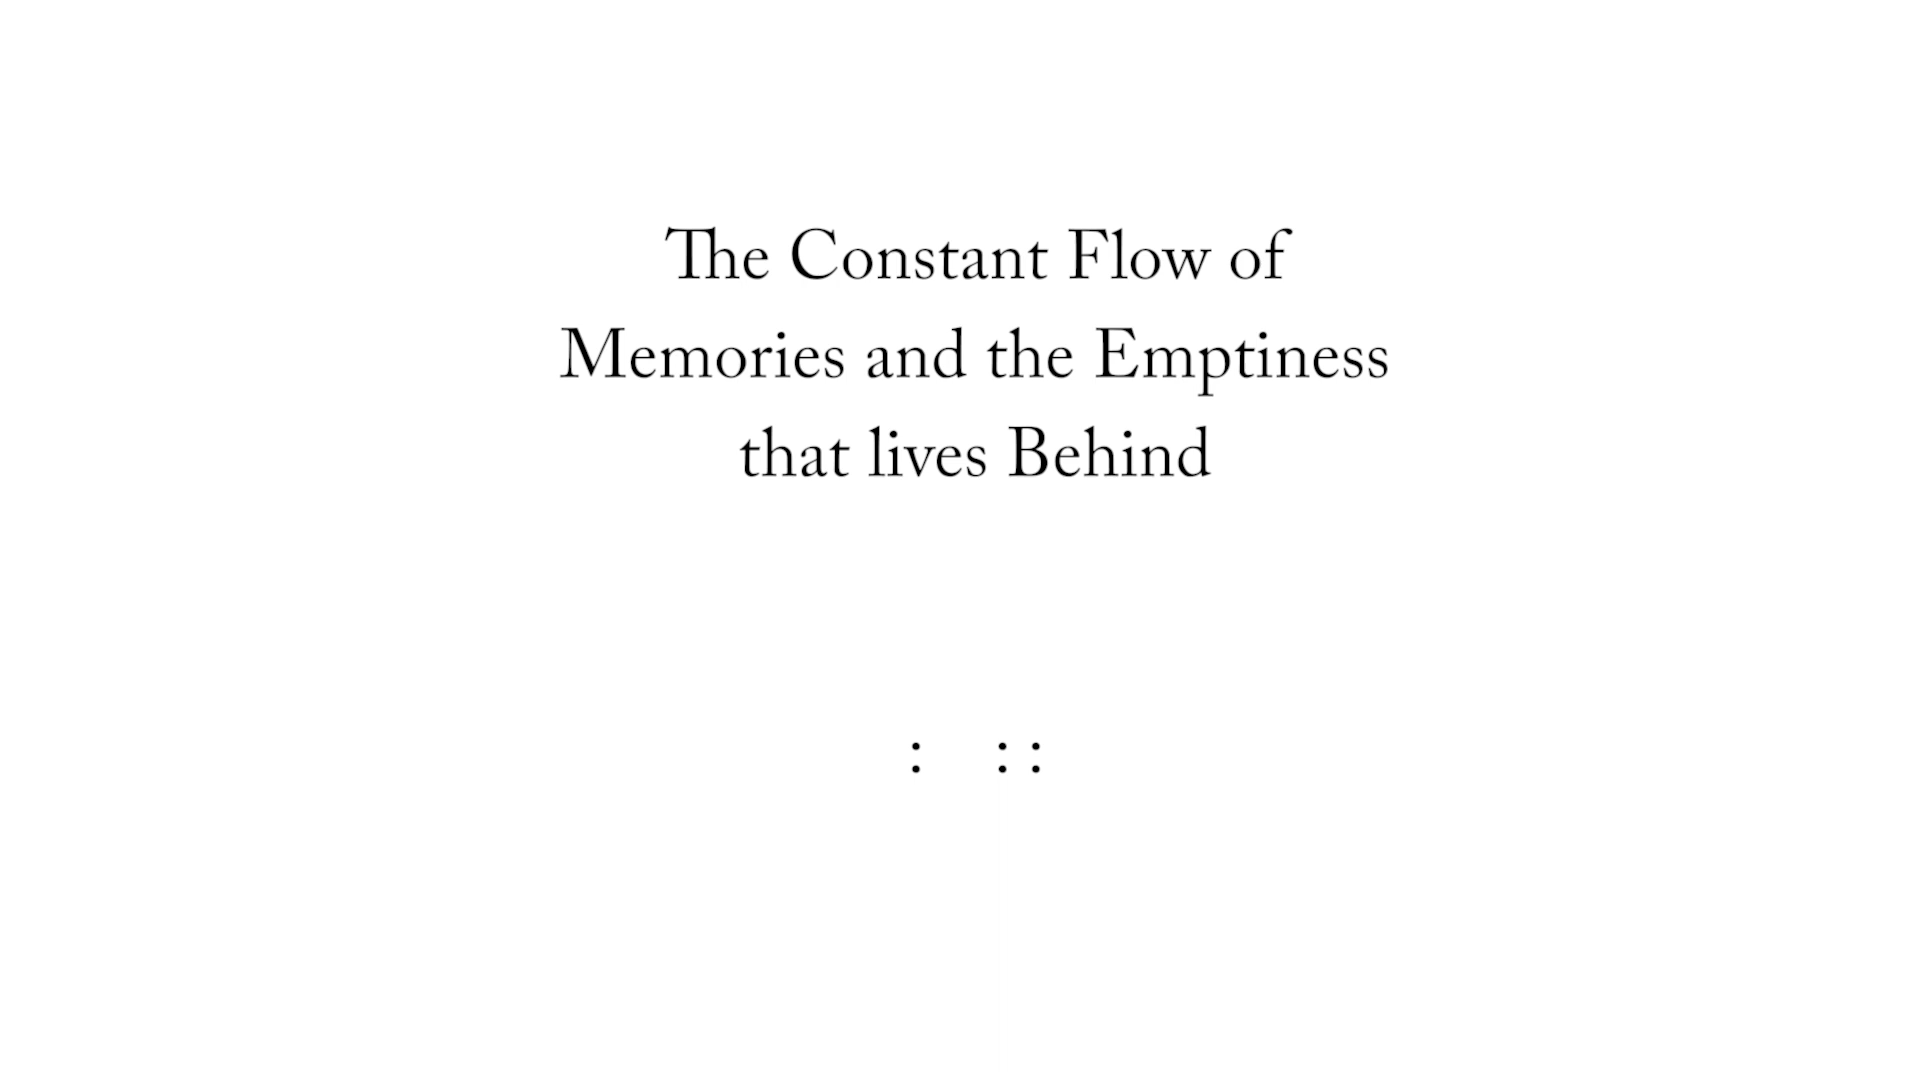 The Constant Flow of
Memories and the Emptiness
that lives Behind
: ::